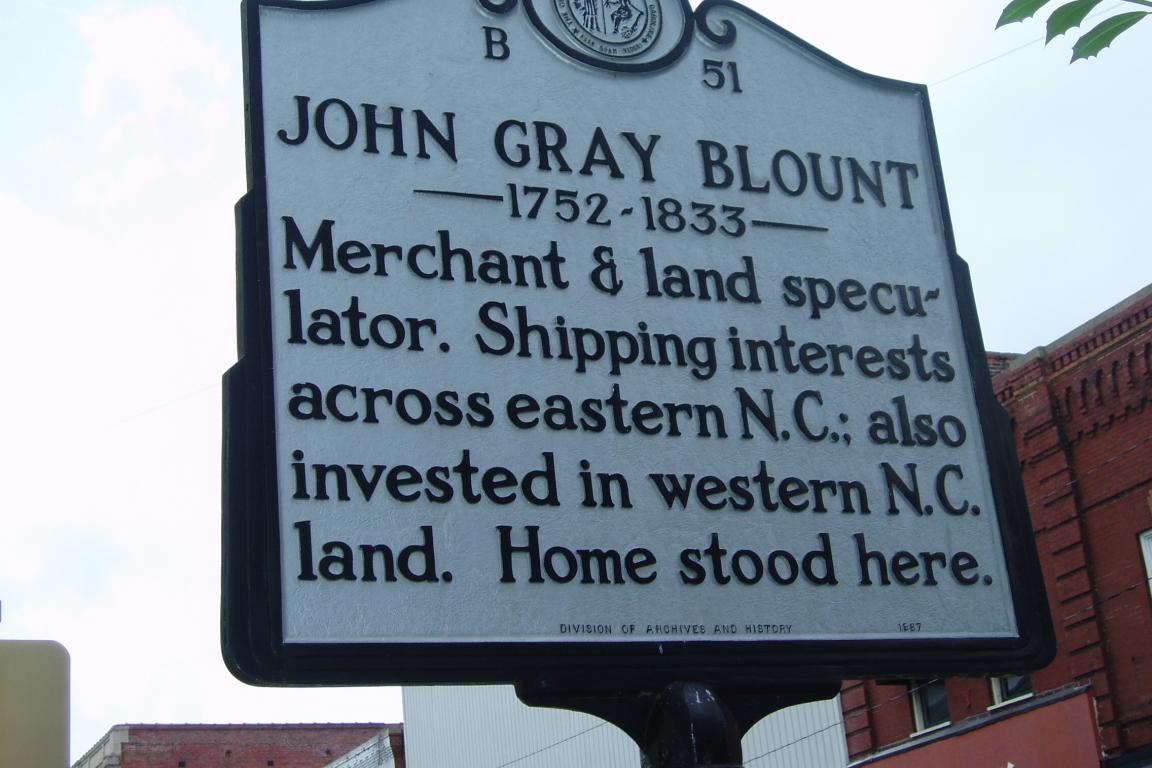 B
51
JOHN GRAY BLOUNT
1752-1833
Merchant & land specu-
lator. Shipping interests
across eastern N.C.; also
invested in western N.C.
land. Home stood here.
DIVISION OF ARCHIVES AND HISTORY 1987